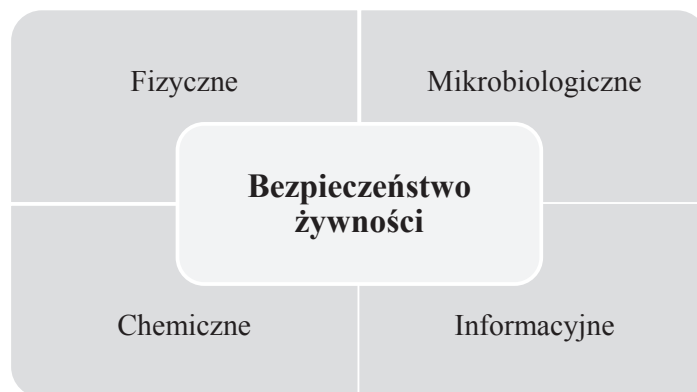 Fizyczne
Mikrobiologiczne
Bezpieczeństwo
żywności
Chemiczne
Informacyjne